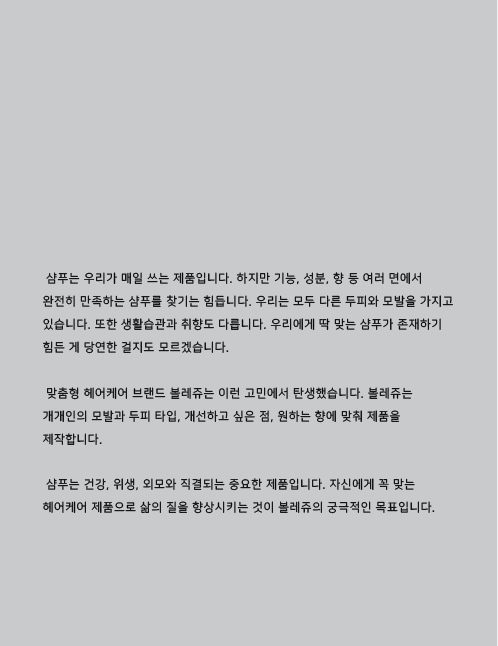 샴푸는 우리가 매일 쓰는 제품입니다. 하지만 기능, 성분, 향 등 여러 면에서
완전히 만족하는 샴푸를 찾기는 힘듭니다. 우리는 모두 다른 두피와 모발을 가지고
있습니다. 또한 생활습관과 취향도 다릅니다. 우리에게 딱 맞는 샴푸가 존재하기
힘든 게 당연한 걸지도 모르겠습니다.
맞춤형 헤어케어 브랜드 볼레쥬는 이런 고민에서 탄생했습니다. 볼레쥬는
개개인의 모발과 두피 타입, 개선하고 싶은 점, 원하는 향에 맞춰 제품을
제작합니다.
샴푸는 건강, 위생, 외모와 직결되는 중요한 제품입니다. 자신에게 꼭 맞는
헤어케어 제품으로 삶의 질을 향상시키는 것이 볼레쥬의 궁극적인 목표입니다.